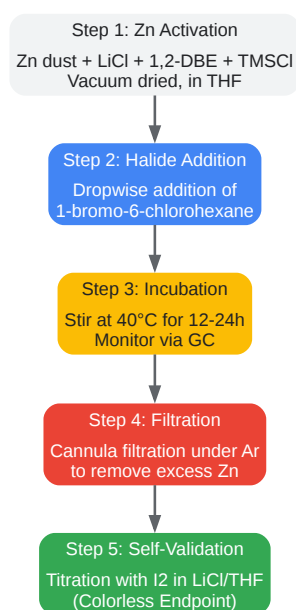 Step 1: Zn Activation
Zn dust + LiCl + 1,2-DBE + TMSCl
Vacuum dried, in THF
Step 2: Halide Addition
Dropwise addition of
1-bromo-6-chlorohexane
Step 3: Incubation
Stir at 40°C for 12-24h
Monitor via GC
Step 4: Filtration
Cannula filtration under Ar
to remove excess Zn
Step 5: Self-Validation
Titration with I2 in LiCl/THF
(Colorless Endpoint)